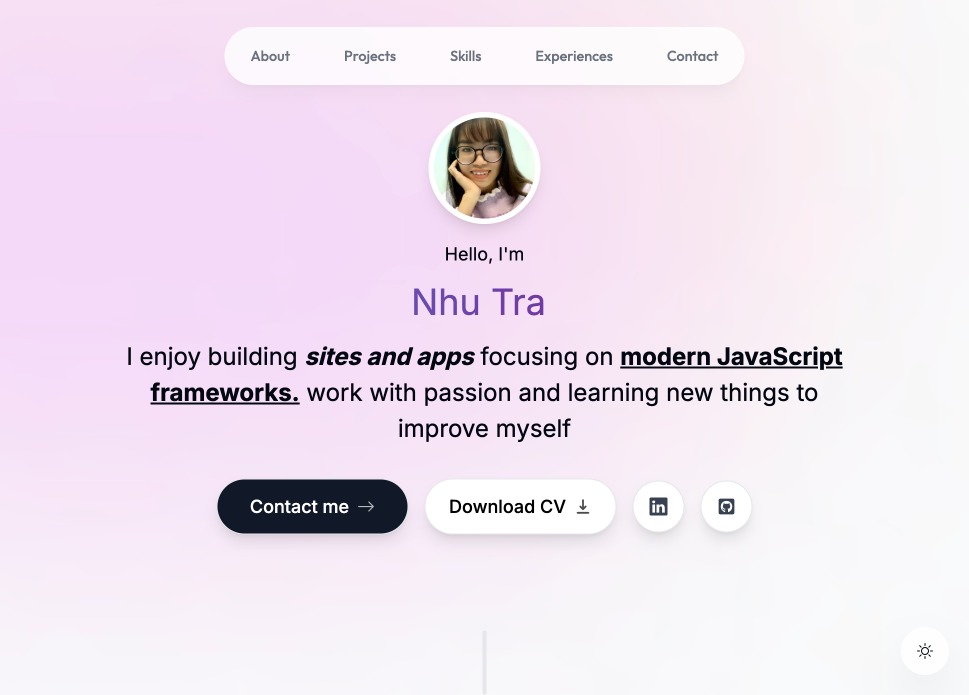 About Projects Skills Experiences Contact
Hello, I'm
Nhu Tra
I enjoy building sites and apps focusing on modern JavaScript
frameworks. work with passion and learning new things to
improve myself
Contact me Download CV